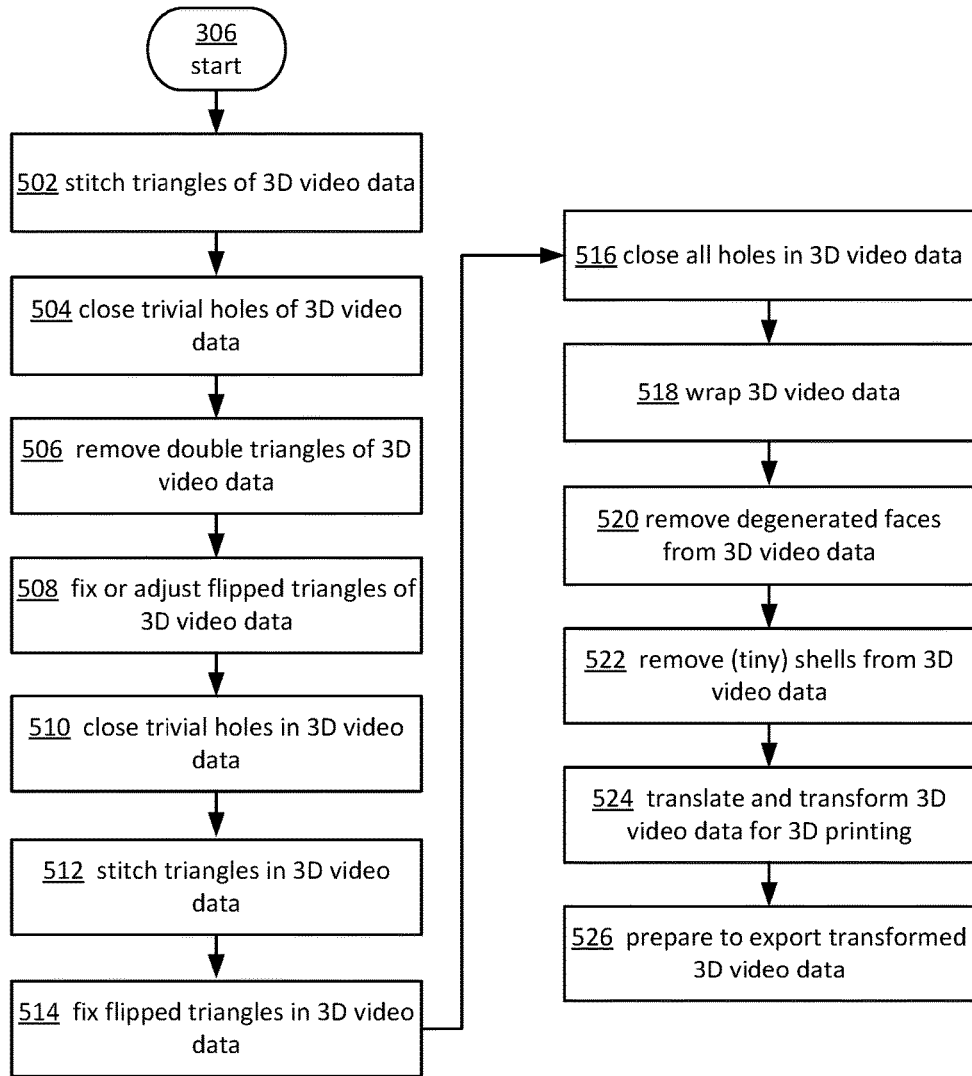 306
start
502 stitch triangles of 3D video data
504 close trivial holes of 3D video
data
506 remove double triangles of 3D
video data
508 fix or adjust flipped triangles of
3D video data
510 close trivial holes in 3D video
data
512 stitch triangles in 3D video
data
514 fix flipped triangles in 3D video
data
516 close all holes in 3D video data
518 wrap 3D video data
520 remove degenerated faces
from 3D video data
522 remove (tiny) shells from 3D
video data
524 translate and transform 3D
video data for 3D printing
526 prepare to export transformed
3D video data